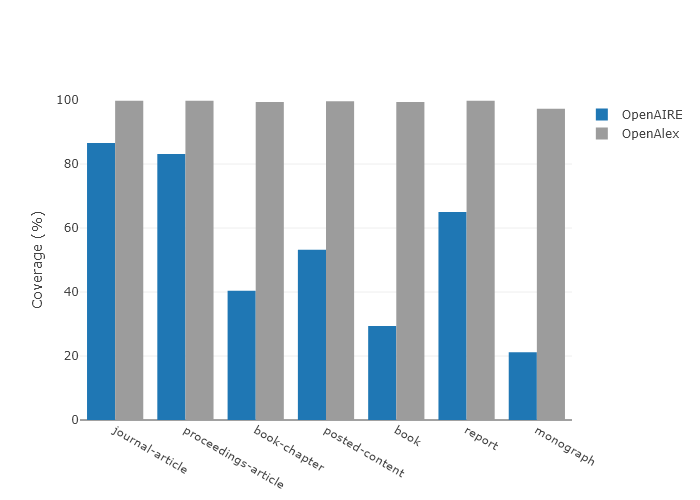 OpenAIRE
OpenAlex
Coverage (%)
100
80
60
40
20
0
journal-article
proceedings-article
book-chapter
posted-content
book
report
monograph